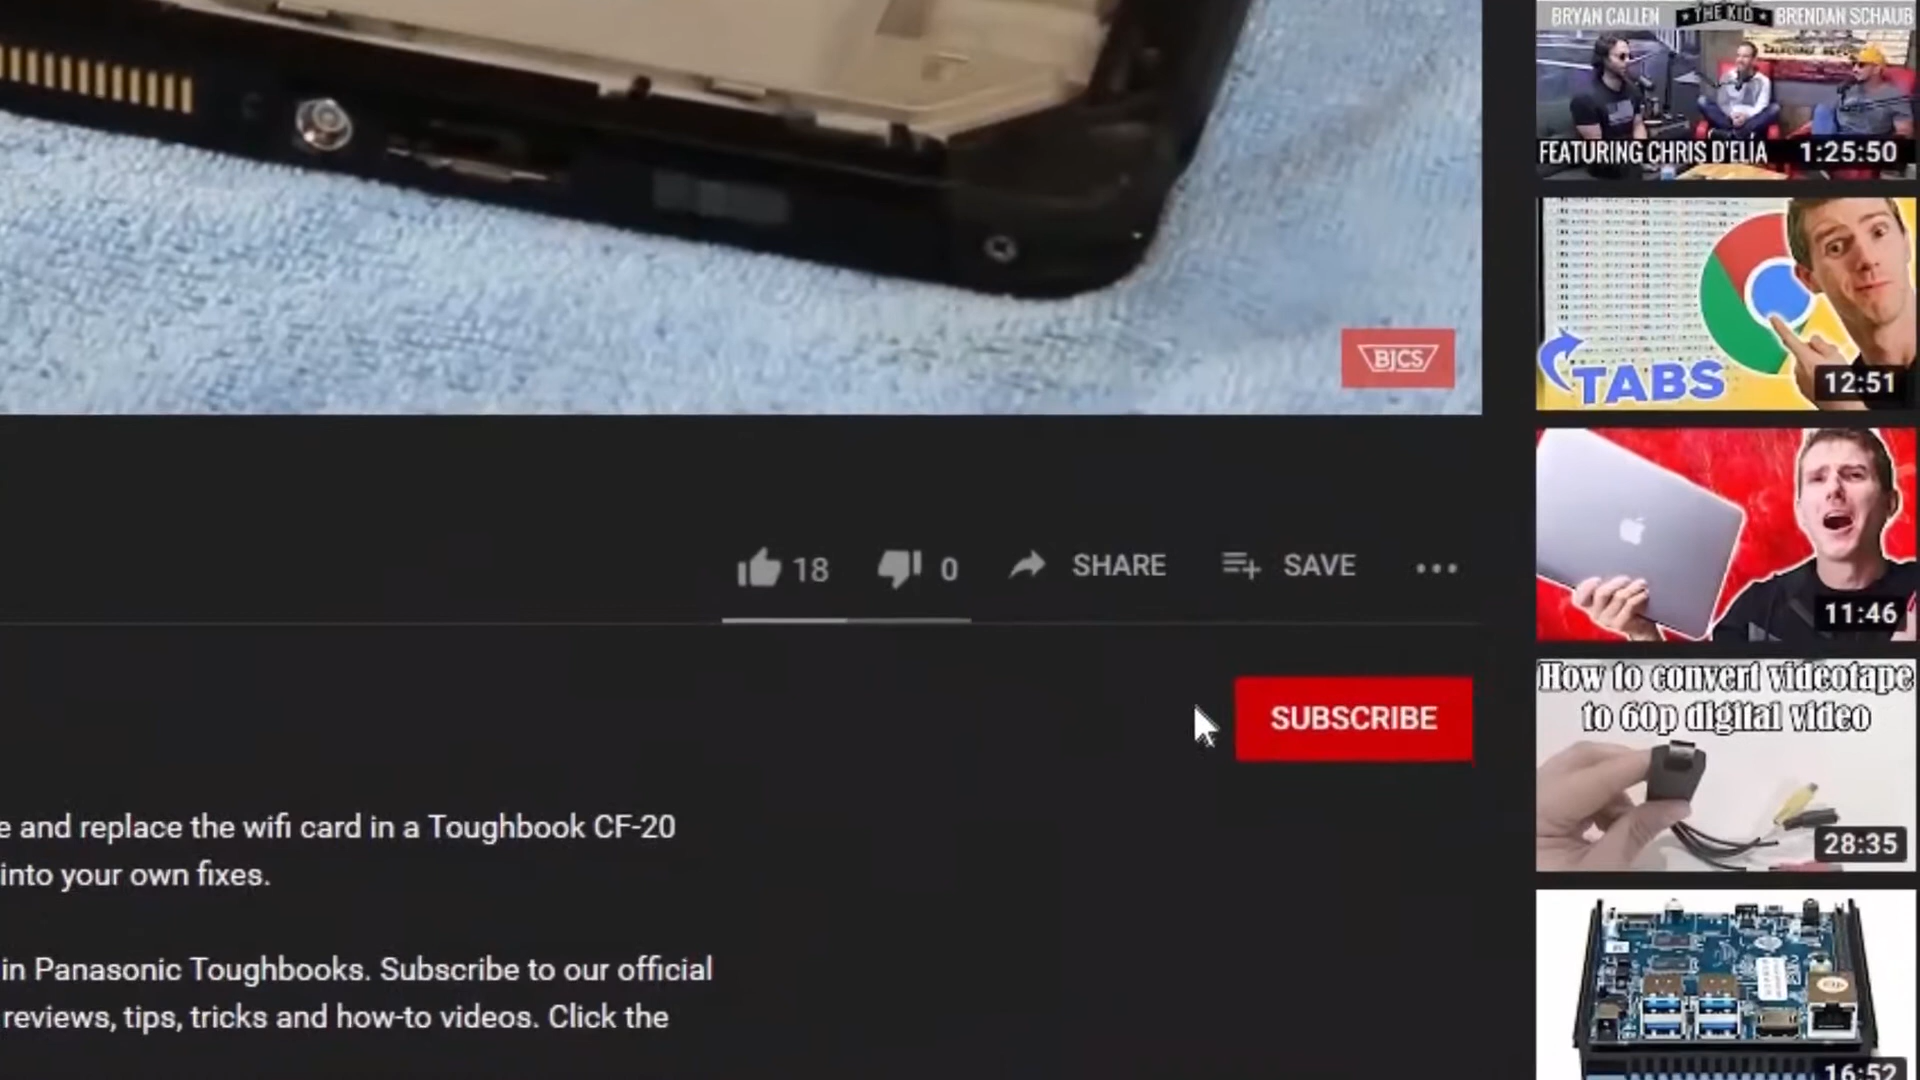 BJCS
18
0
SHARE
SAVE
SUBSCRIBE
e and replace the wifi card in a Toughbook CF-20
into your own fixes.
in Panasonic Toughbooks. Subscribe to our official
reviews, tips, tricks and how-to videos. Click the
BRYAN CALLEN THE KID BRENDAN SCHAUB
FEATURING CHRIS D'ELIA 1:25:50
TABS
12:51
11:46
How to convert videotape
to 60p digital video
28:35
16:52